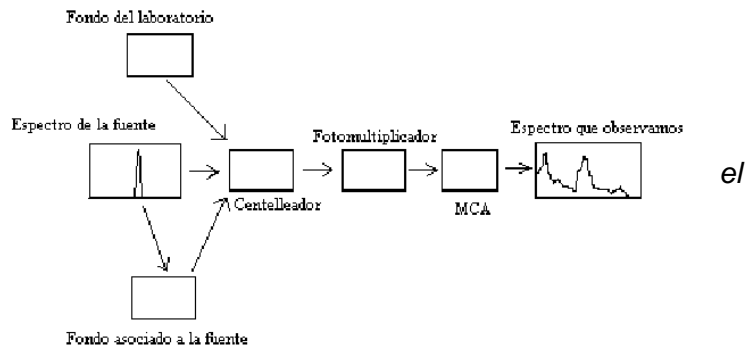 Fondo del laboratorio
Espectro de la fuente
Fotomultiplicador
Espectro que observamos
el
Centelleador
MCA
Fondo asociado a la fuente